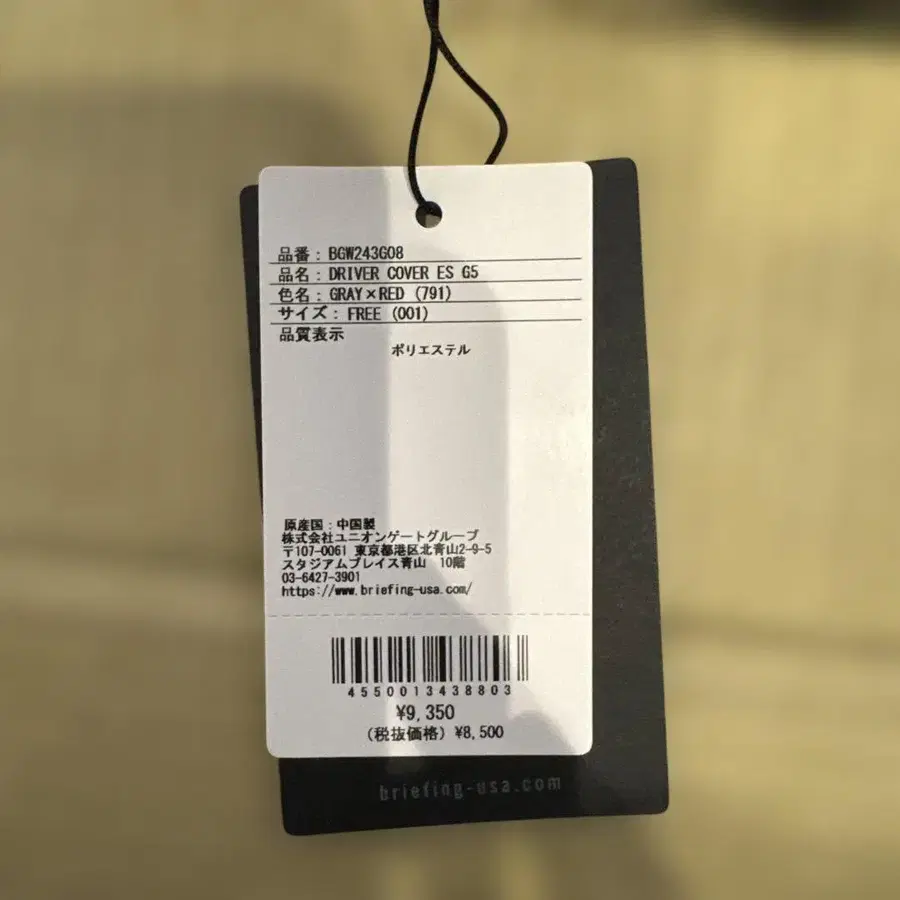 品番：BGW243G08
品名：DRIVER COVER ES G5
色名：GRAY×RED (791)
サイズ：FREE (001)
品質表示
ポリエステル
原産国：中国製
株式会社ユニオンゲートグループ
〒107-0061 東京都港区北青山2-9-5
スタジアムプレイス青山　10階
03-6427-3901
https://www.briefing-usa.com/
4550013438803
¥9,350
(税抜価格) ¥8,500
briefing-usa.com